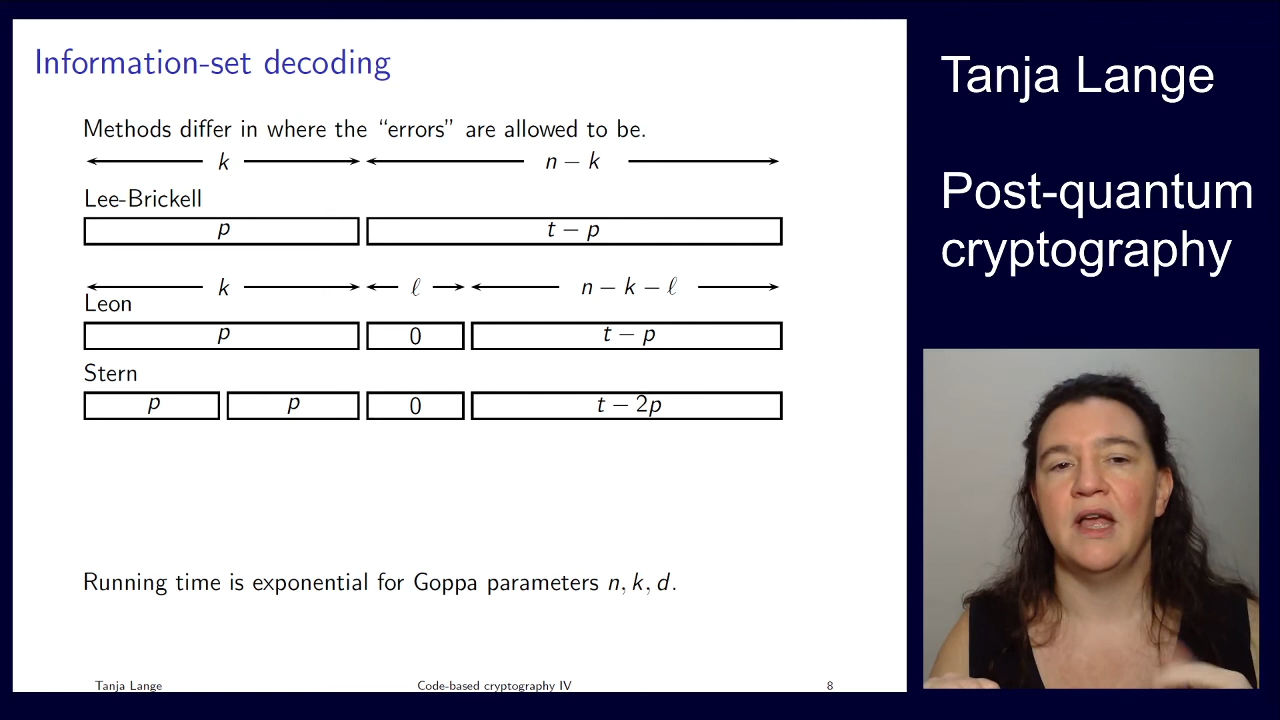 Information-set decoding
Methods differ in where the “errors” are allowed to be.
k n − k
Lee-Brickell
p t − p
k ℓ n − k − ℓ
Leon
p 0 t − p
Stern
p p 0 t − 2p
Running time is exponential for Goppa parameters n, k, d.
Tanja Lange Code-based cryptography IV 8
Tanja Lange
Post-quantum
cryptography